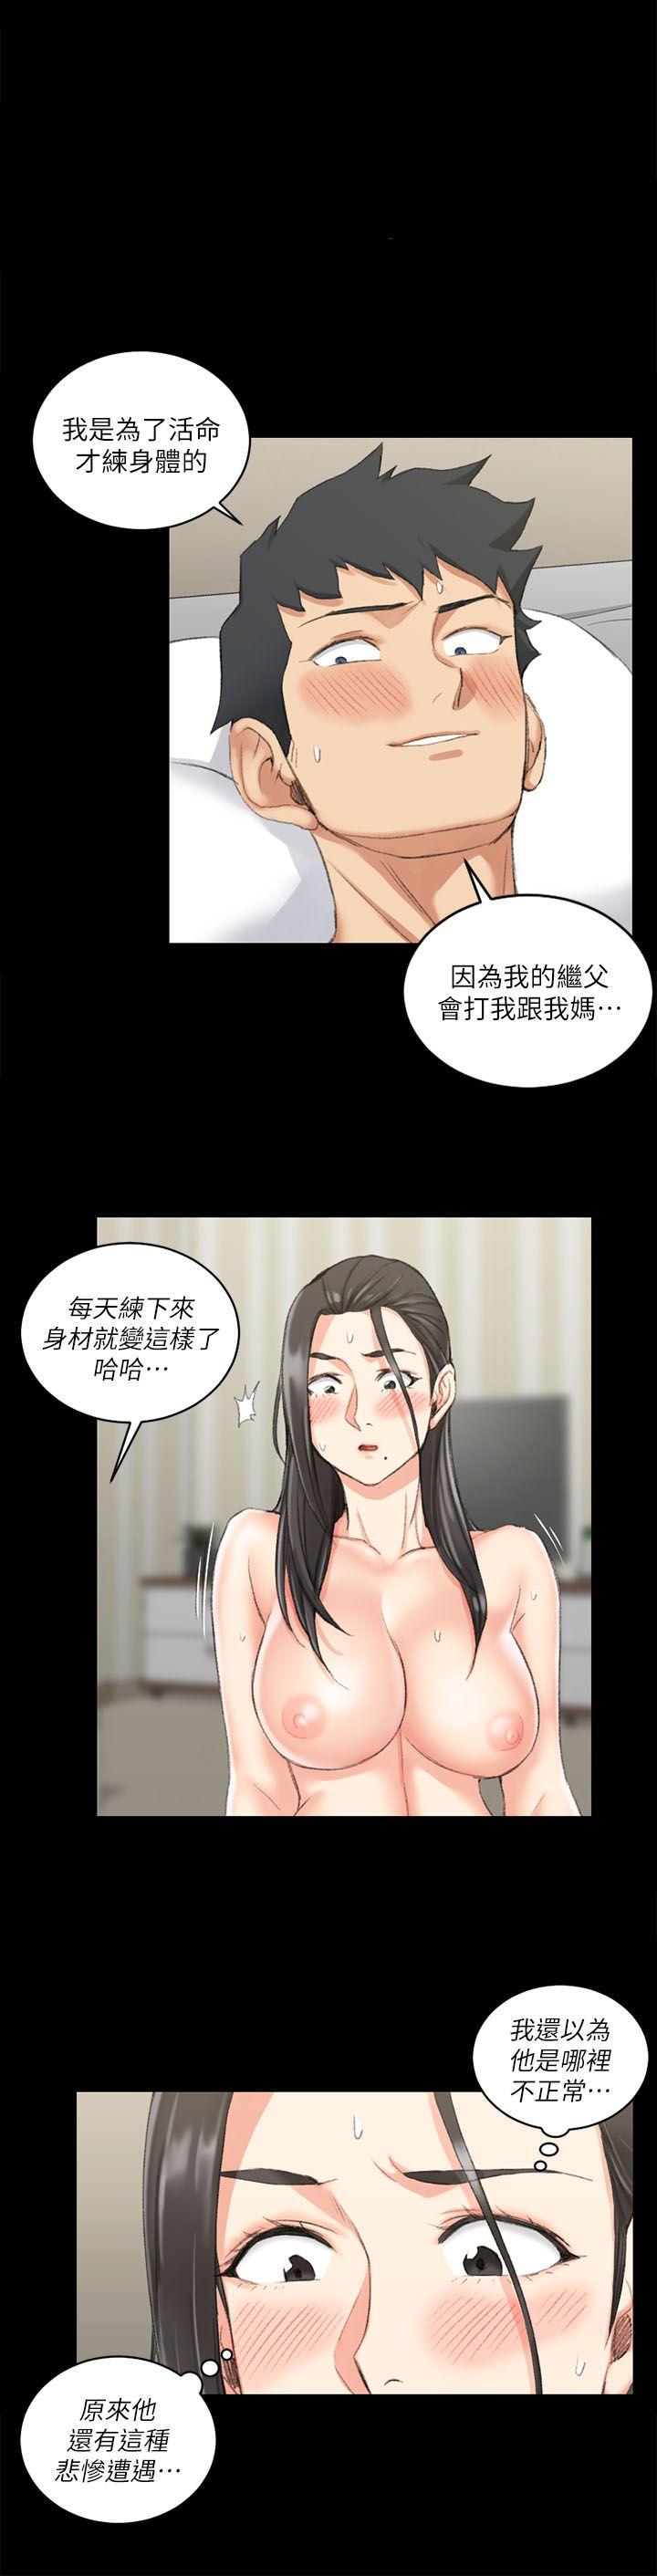 我是為了活命
才練身體的
因為我的繼父
會打我跟我媽…
每天練下來
身材就變這樣了
哈哈…
我還以為
他是哪裡
不正常…
原來他
還有這種
悲慘遭遇…